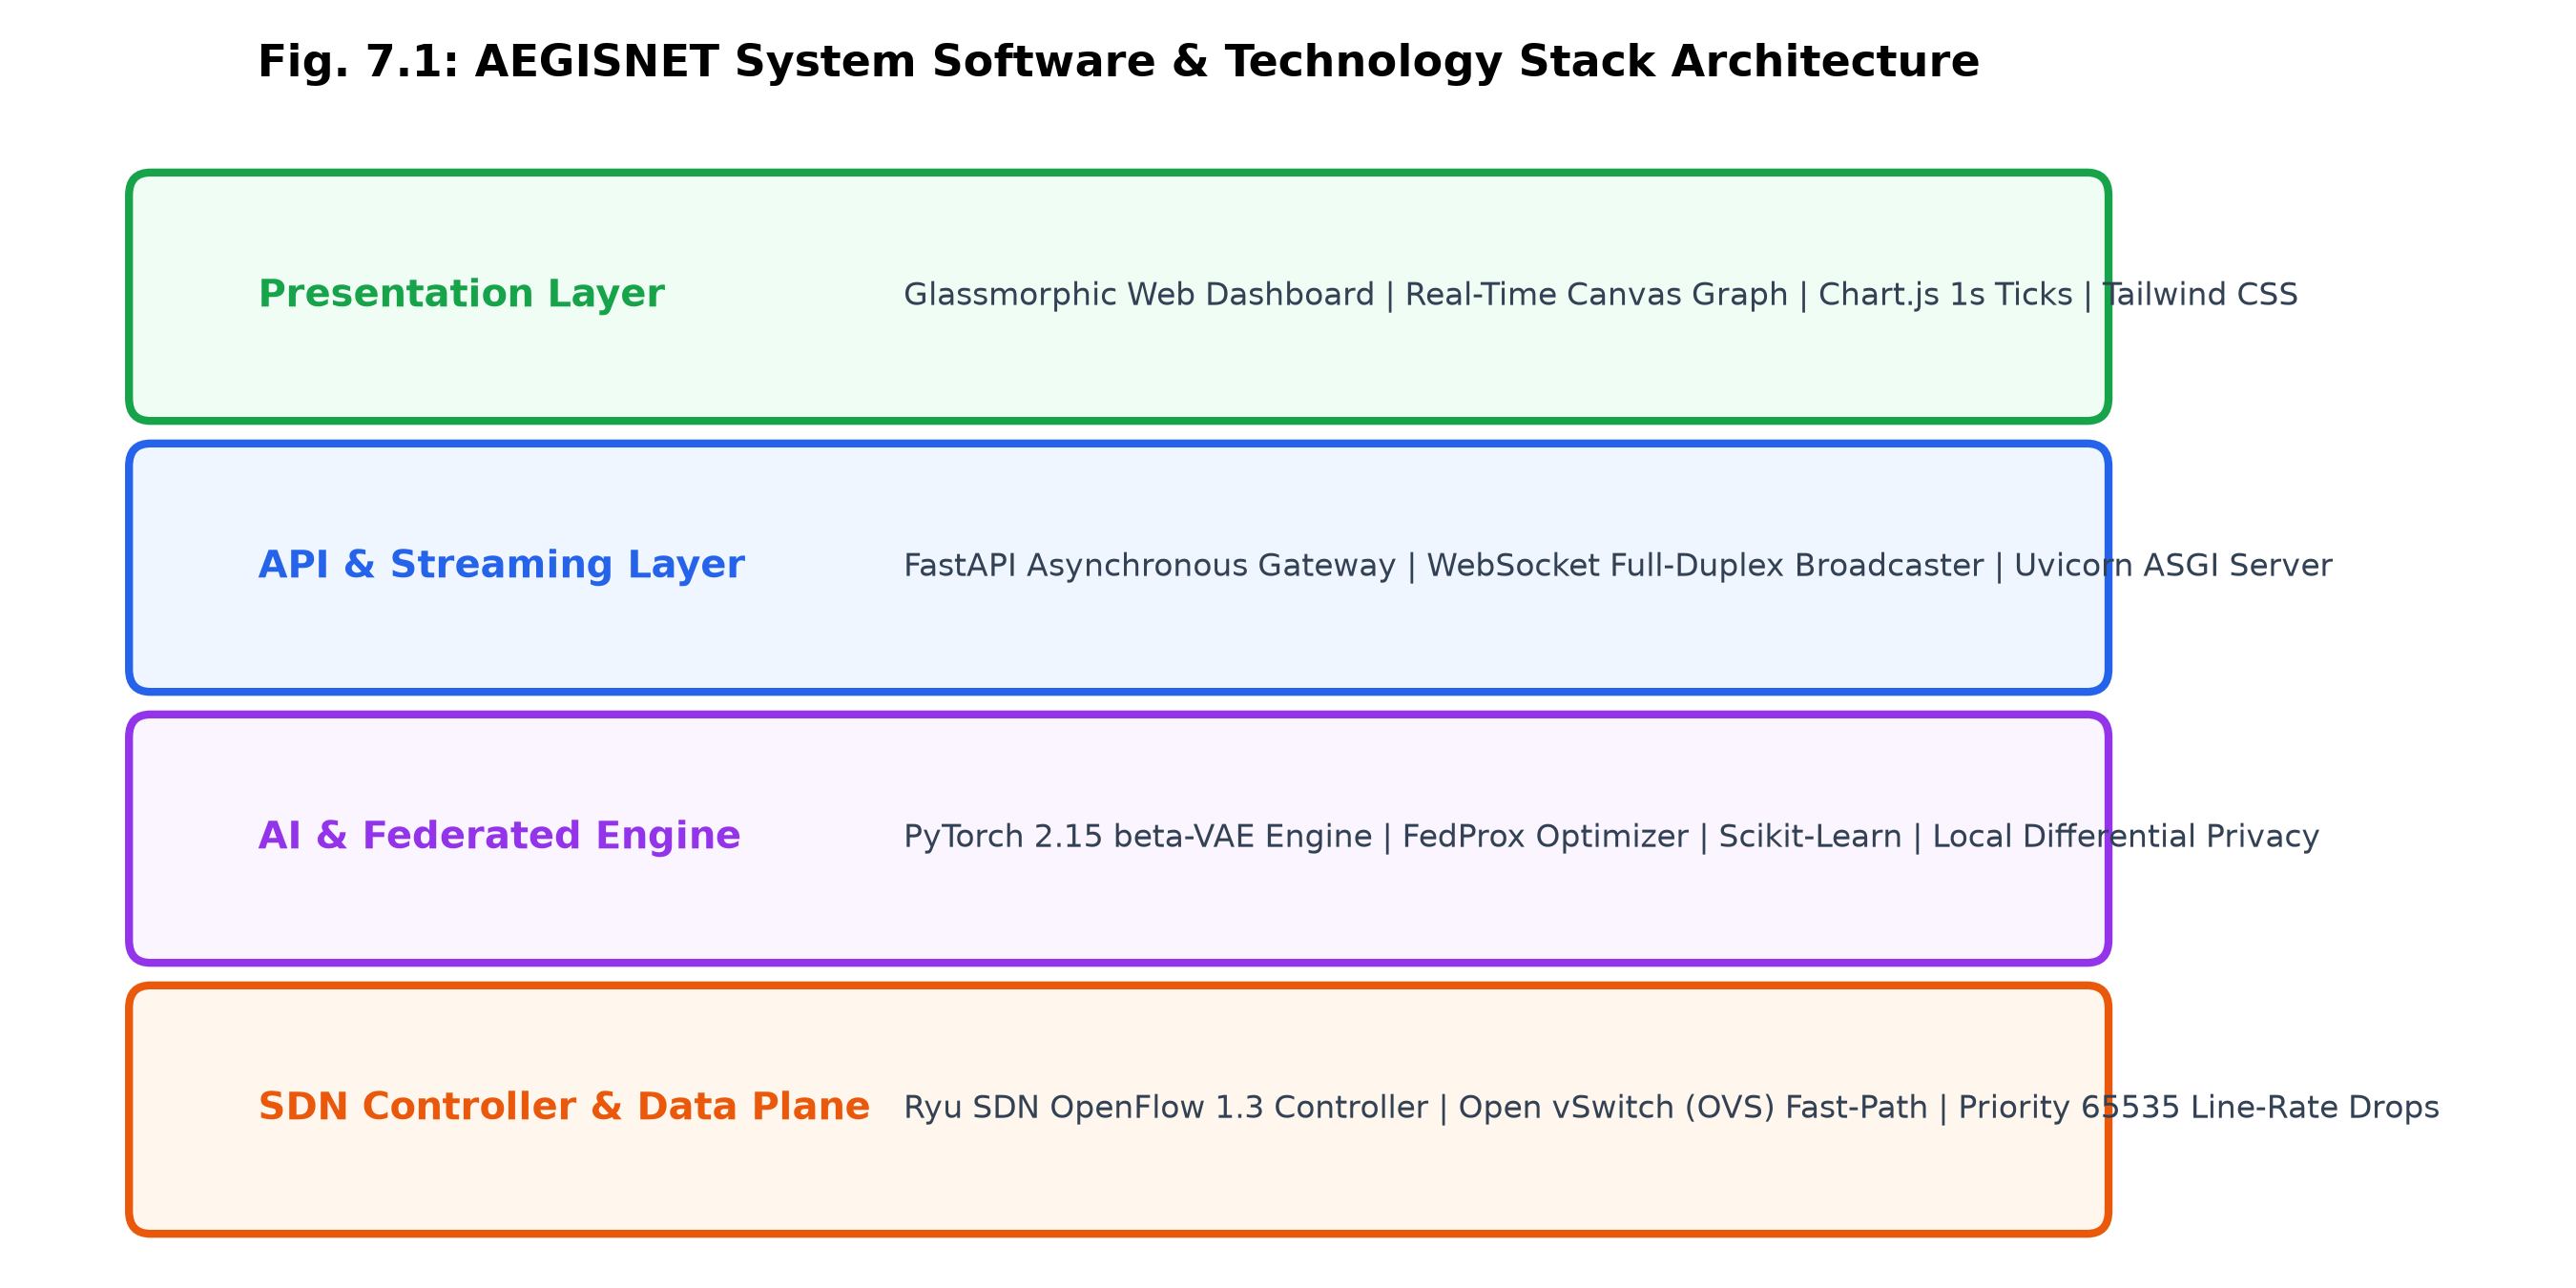 Fig. 7.1: AEGISNET System Software & Technology Stack Architecture
Presentation Layer
Glassmorphic Web Dashboard | Real-Time Canvas Graph | Chart.js 1s Ticks | Tailwind CSS
API & Streaming Layer
FastAPI Asynchronous Gateway | WebSocket Full-Duplex Broadcaster | Uvicorn ASGI Server
AI & Federated Engine
PyTorch 2.15 beta-VAE Engine | FedProx Optimizer | Scikit-Learn | Local Differential Privacy
SDN Controller & Data Plane
Ryu SDN OpenFlow 1.3 Controller | Open vSwitch (OVS) Fast-Path | Priority 65535 Line-Rate Drops